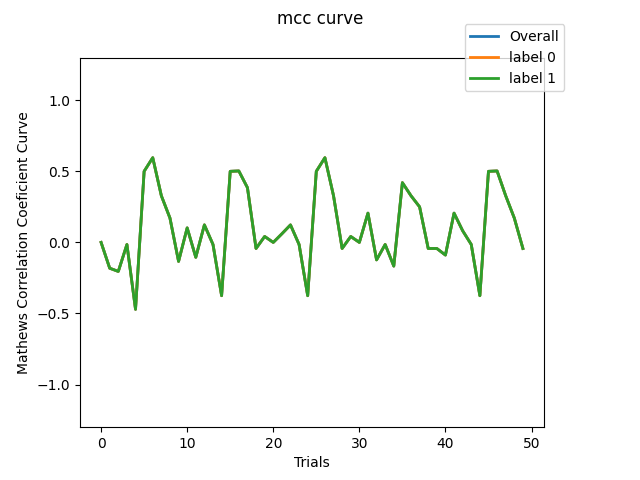 mcc curve
Overall
label 0
label 1
1.0
0.5
0.0
−0.5
−1.0
Mathews Correlation Coeficient Curve
0 10 20 30 40 50
Trials